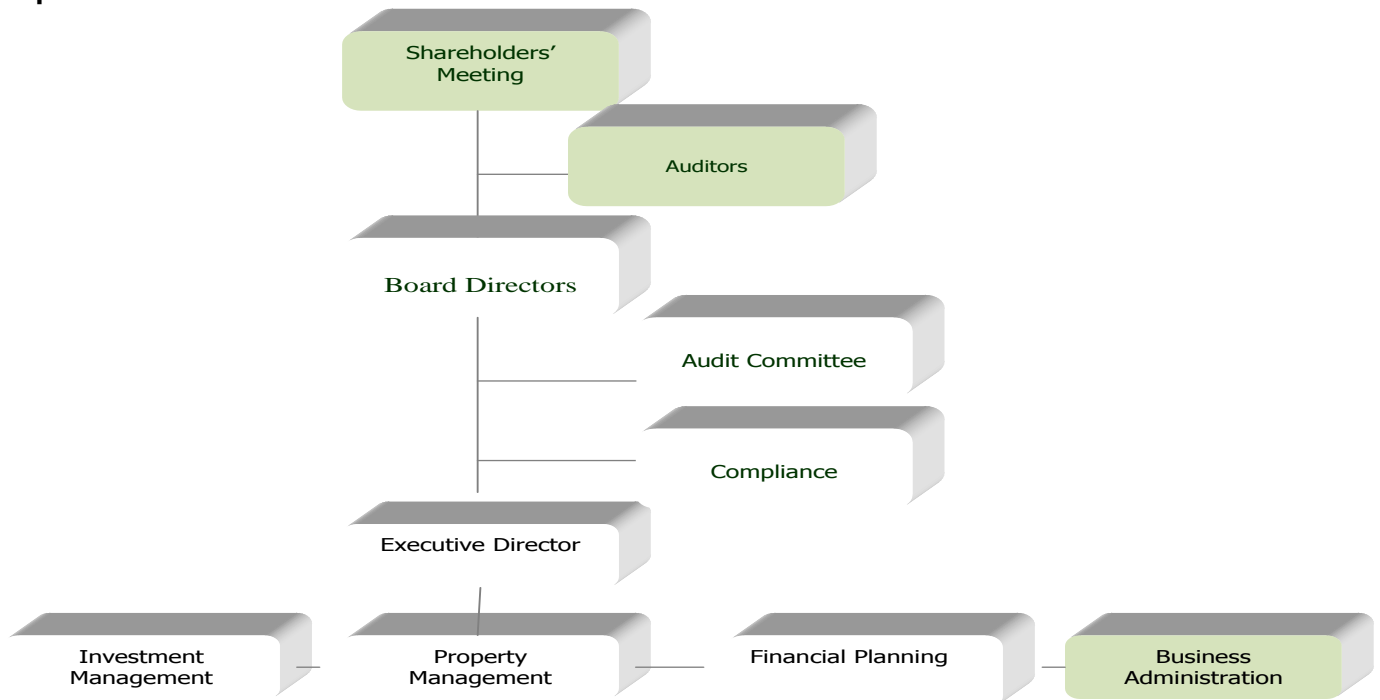 Shareholders’
Meeting
Auditors
Board Directors
Audit Committee
Compliance
Executive Director
Investment
Management
Property
Management
Financial Planning
Business
Administration